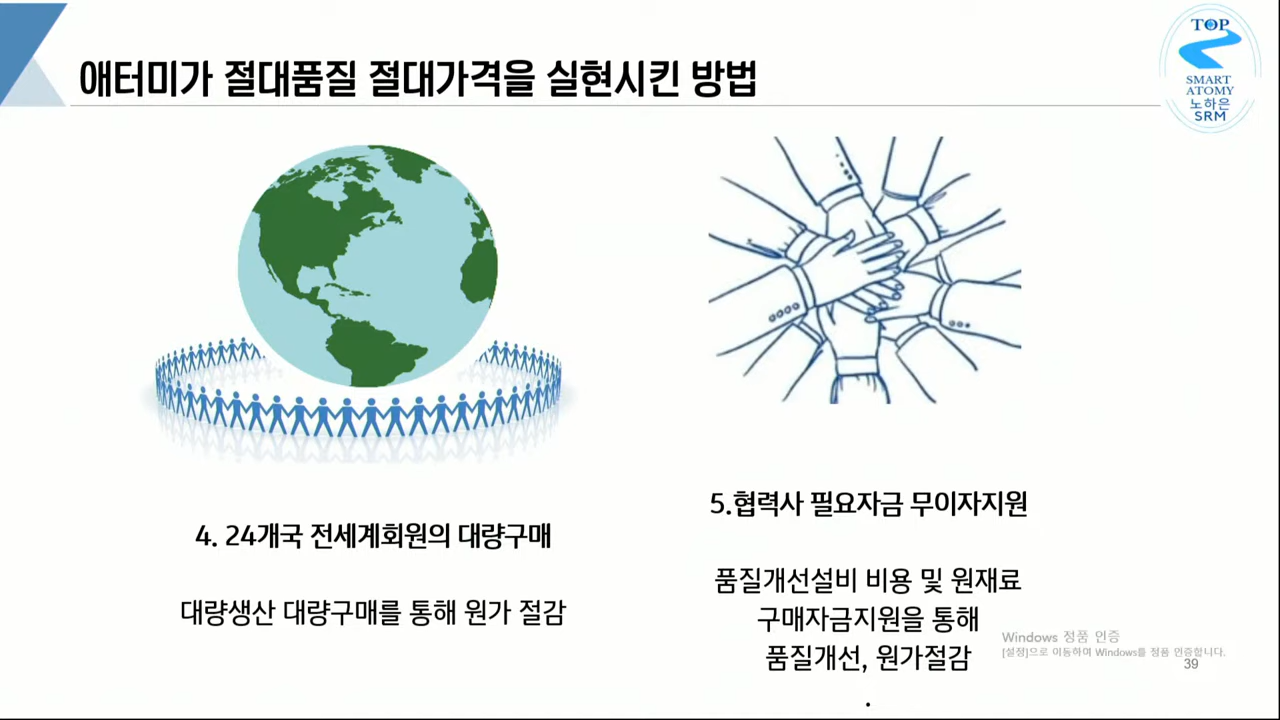 애터미가 절대품질 절대가격을 실현시킨 방법
TOP
SMART
ATOMY
노하은
SRM
4. 24개국 전세계회원의 대량구매
대량생산 대량구매를 통해 원가 절감
5.협력사 필요자금 무이자지원
품질개선설비 비용 및 원재료
구매자금지원을 통해
품질개선, 원가절감
.
Windows 정품 인증
[설정]으로 이동하여 Windows를 정품 인증합니다.
39